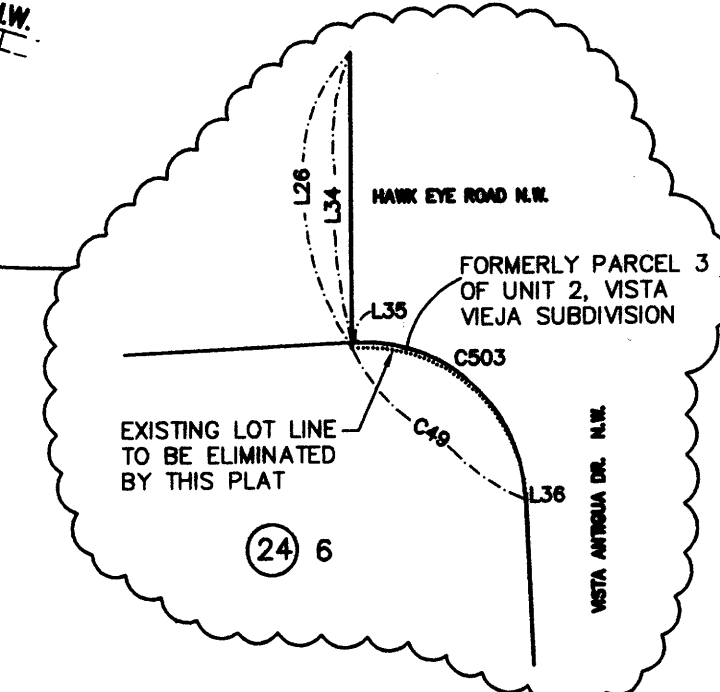 N.W.
L26
L34
HAWK EYE ROAD N.W.
FORMERLY PARCEL 3
OF UNIT 2, VISTA
VIEJA SUBDIVISION
L35
C503
EXISTING LOT LINE
TO BE ELIMINATED
BY THIS PLAT
C49
L36
VISTA ANTIGUA DR. N.W.
24 6